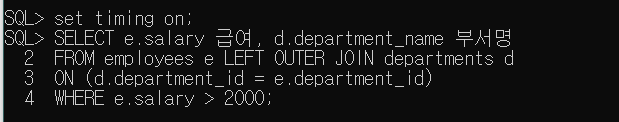 SQL> set timing on;
SQL> SELECT e.salary 급여, d.department_name 부서명
  2  FROM employees e LEFT OUTER JOIN departments d
  3  ON (d.department_id = e.department_id)
  4  WHERE e.salary > 2000;